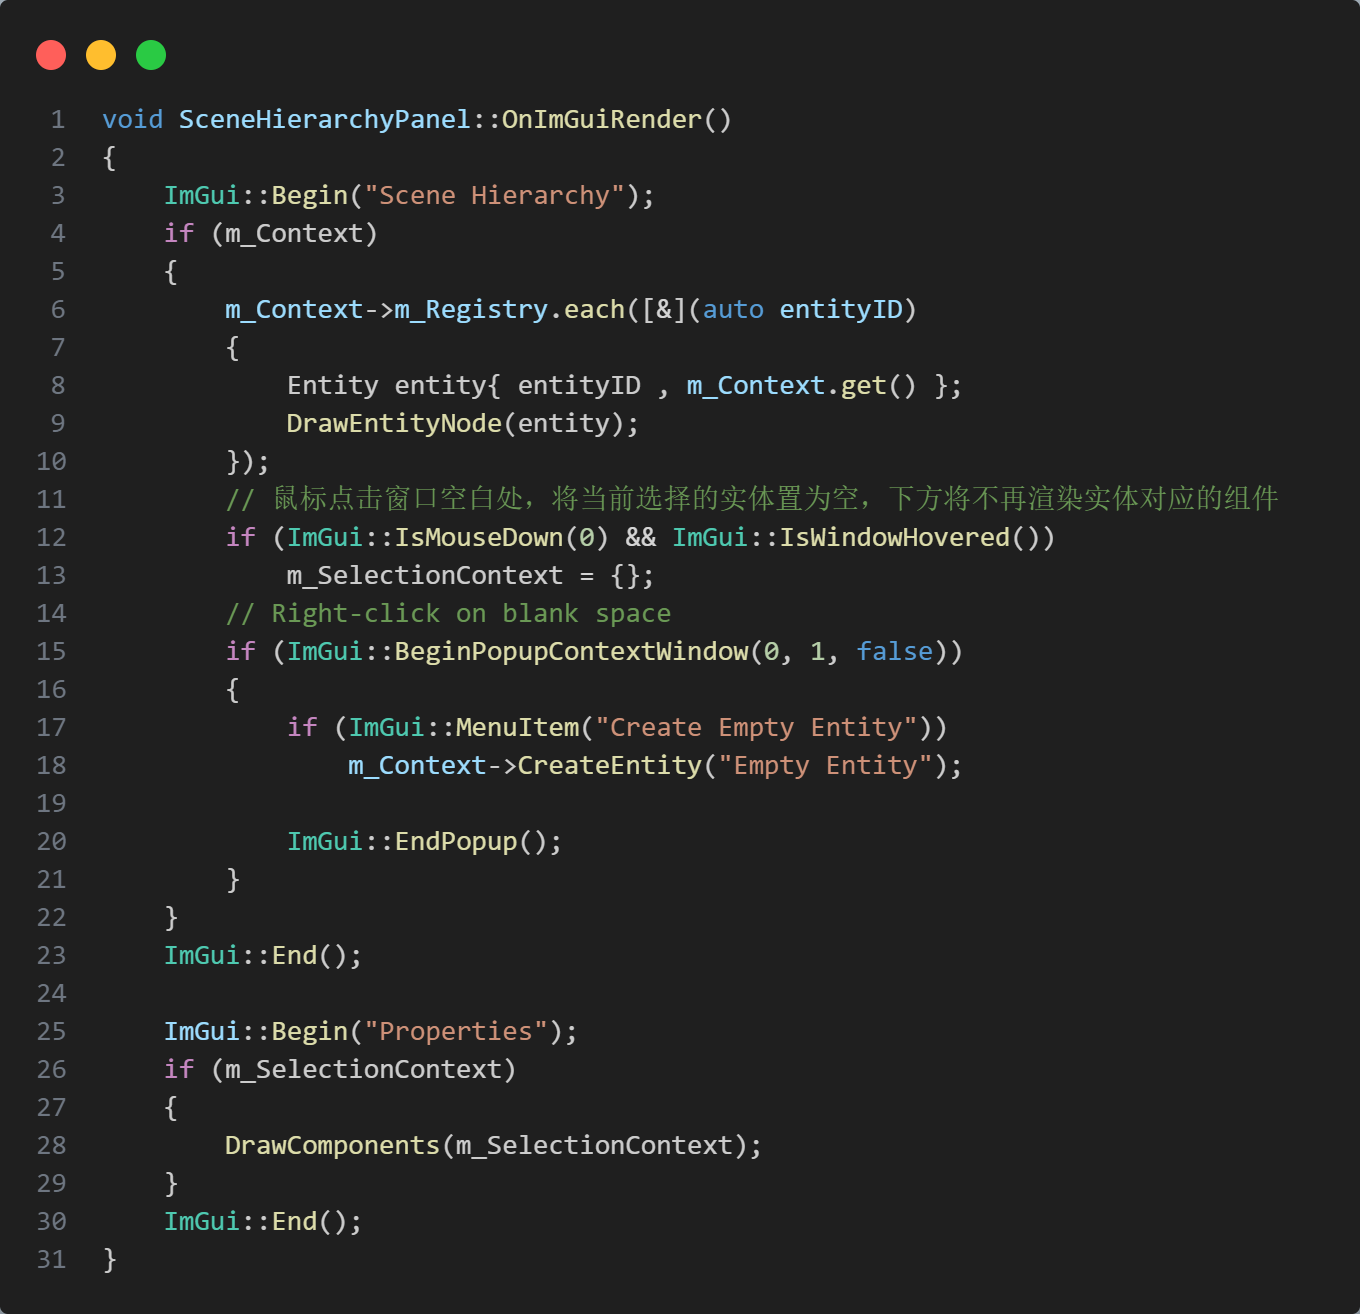 1 void SceneHierarchyPanel::OnImGuiRender()
2 {
3     ImGui::Begin("Scene Hierarchy");
4     if (m_Context)
5     {
6         m_Context->m_Registry.each([&](auto entityID)
7         {
8             Entity entity{ entityID , m_Context.get() };
9             DrawEntityNode(entity);
10         });
11         // 鼠标点击窗口空白处，将当前选择的实体置为空，下方将不再渲染实体对应的组件
12         if (ImGui::IsMouseDown(0) && ImGui::IsWindowHovered())
13             m_SelectionContext = {};
14         // Right-click on blank space
15         if (ImGui::BeginPopupContextWindow(0, 1, false))
16         {
17             if (ImGui::MenuItem("Create Empty Entity"))
18                 m_Context->CreateEntity("Empty Entity");
19
20             ImGui::EndPopup();
21         }
22     }
23     ImGui::End();
24
25     ImGui::Begin("Properties");
26     if (m_SelectionContext)
27     {
28         DrawComponents(m_SelectionContext);
29     }
30     ImGui::End();
31 }